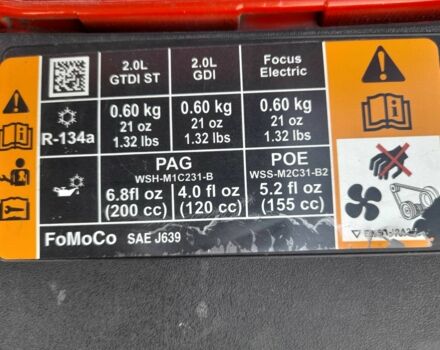 2.0L GTDI ST
2.0L GDI
Focus Electric
R-134a
0.60 kg 0.60 kg 0.60 kg
21 oz 21 oz 21 oz
1.32 lbs 1.32 lbs 1.32 lbs
PAG POE
WSH-M1C231-B WSS-M2C31-B2
6.8fl oz 4.0 fl oz 5.2 fl oz
(200 cc) (120 cc) (155 cc)
FoMoCo SAE J639